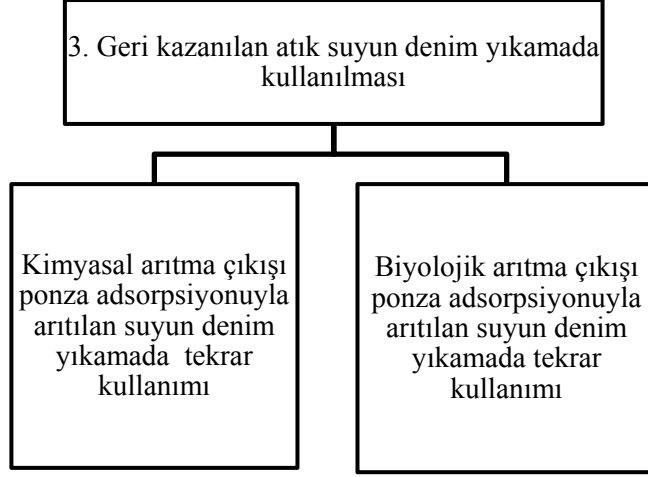 3. Geri kazanılan atık suyun denim yıkamada
kullanılması
Kimyasal arıtma çıkışı
ponza adsorpsiyonuyla
arıtılan suyun denim
yıkamada tekrar
kullanımı
Biyolojik arıtma çıkışı
ponza adsorpsiyonuyla
arıtılan suyun denim
yıkamada tekrar
kullanımı